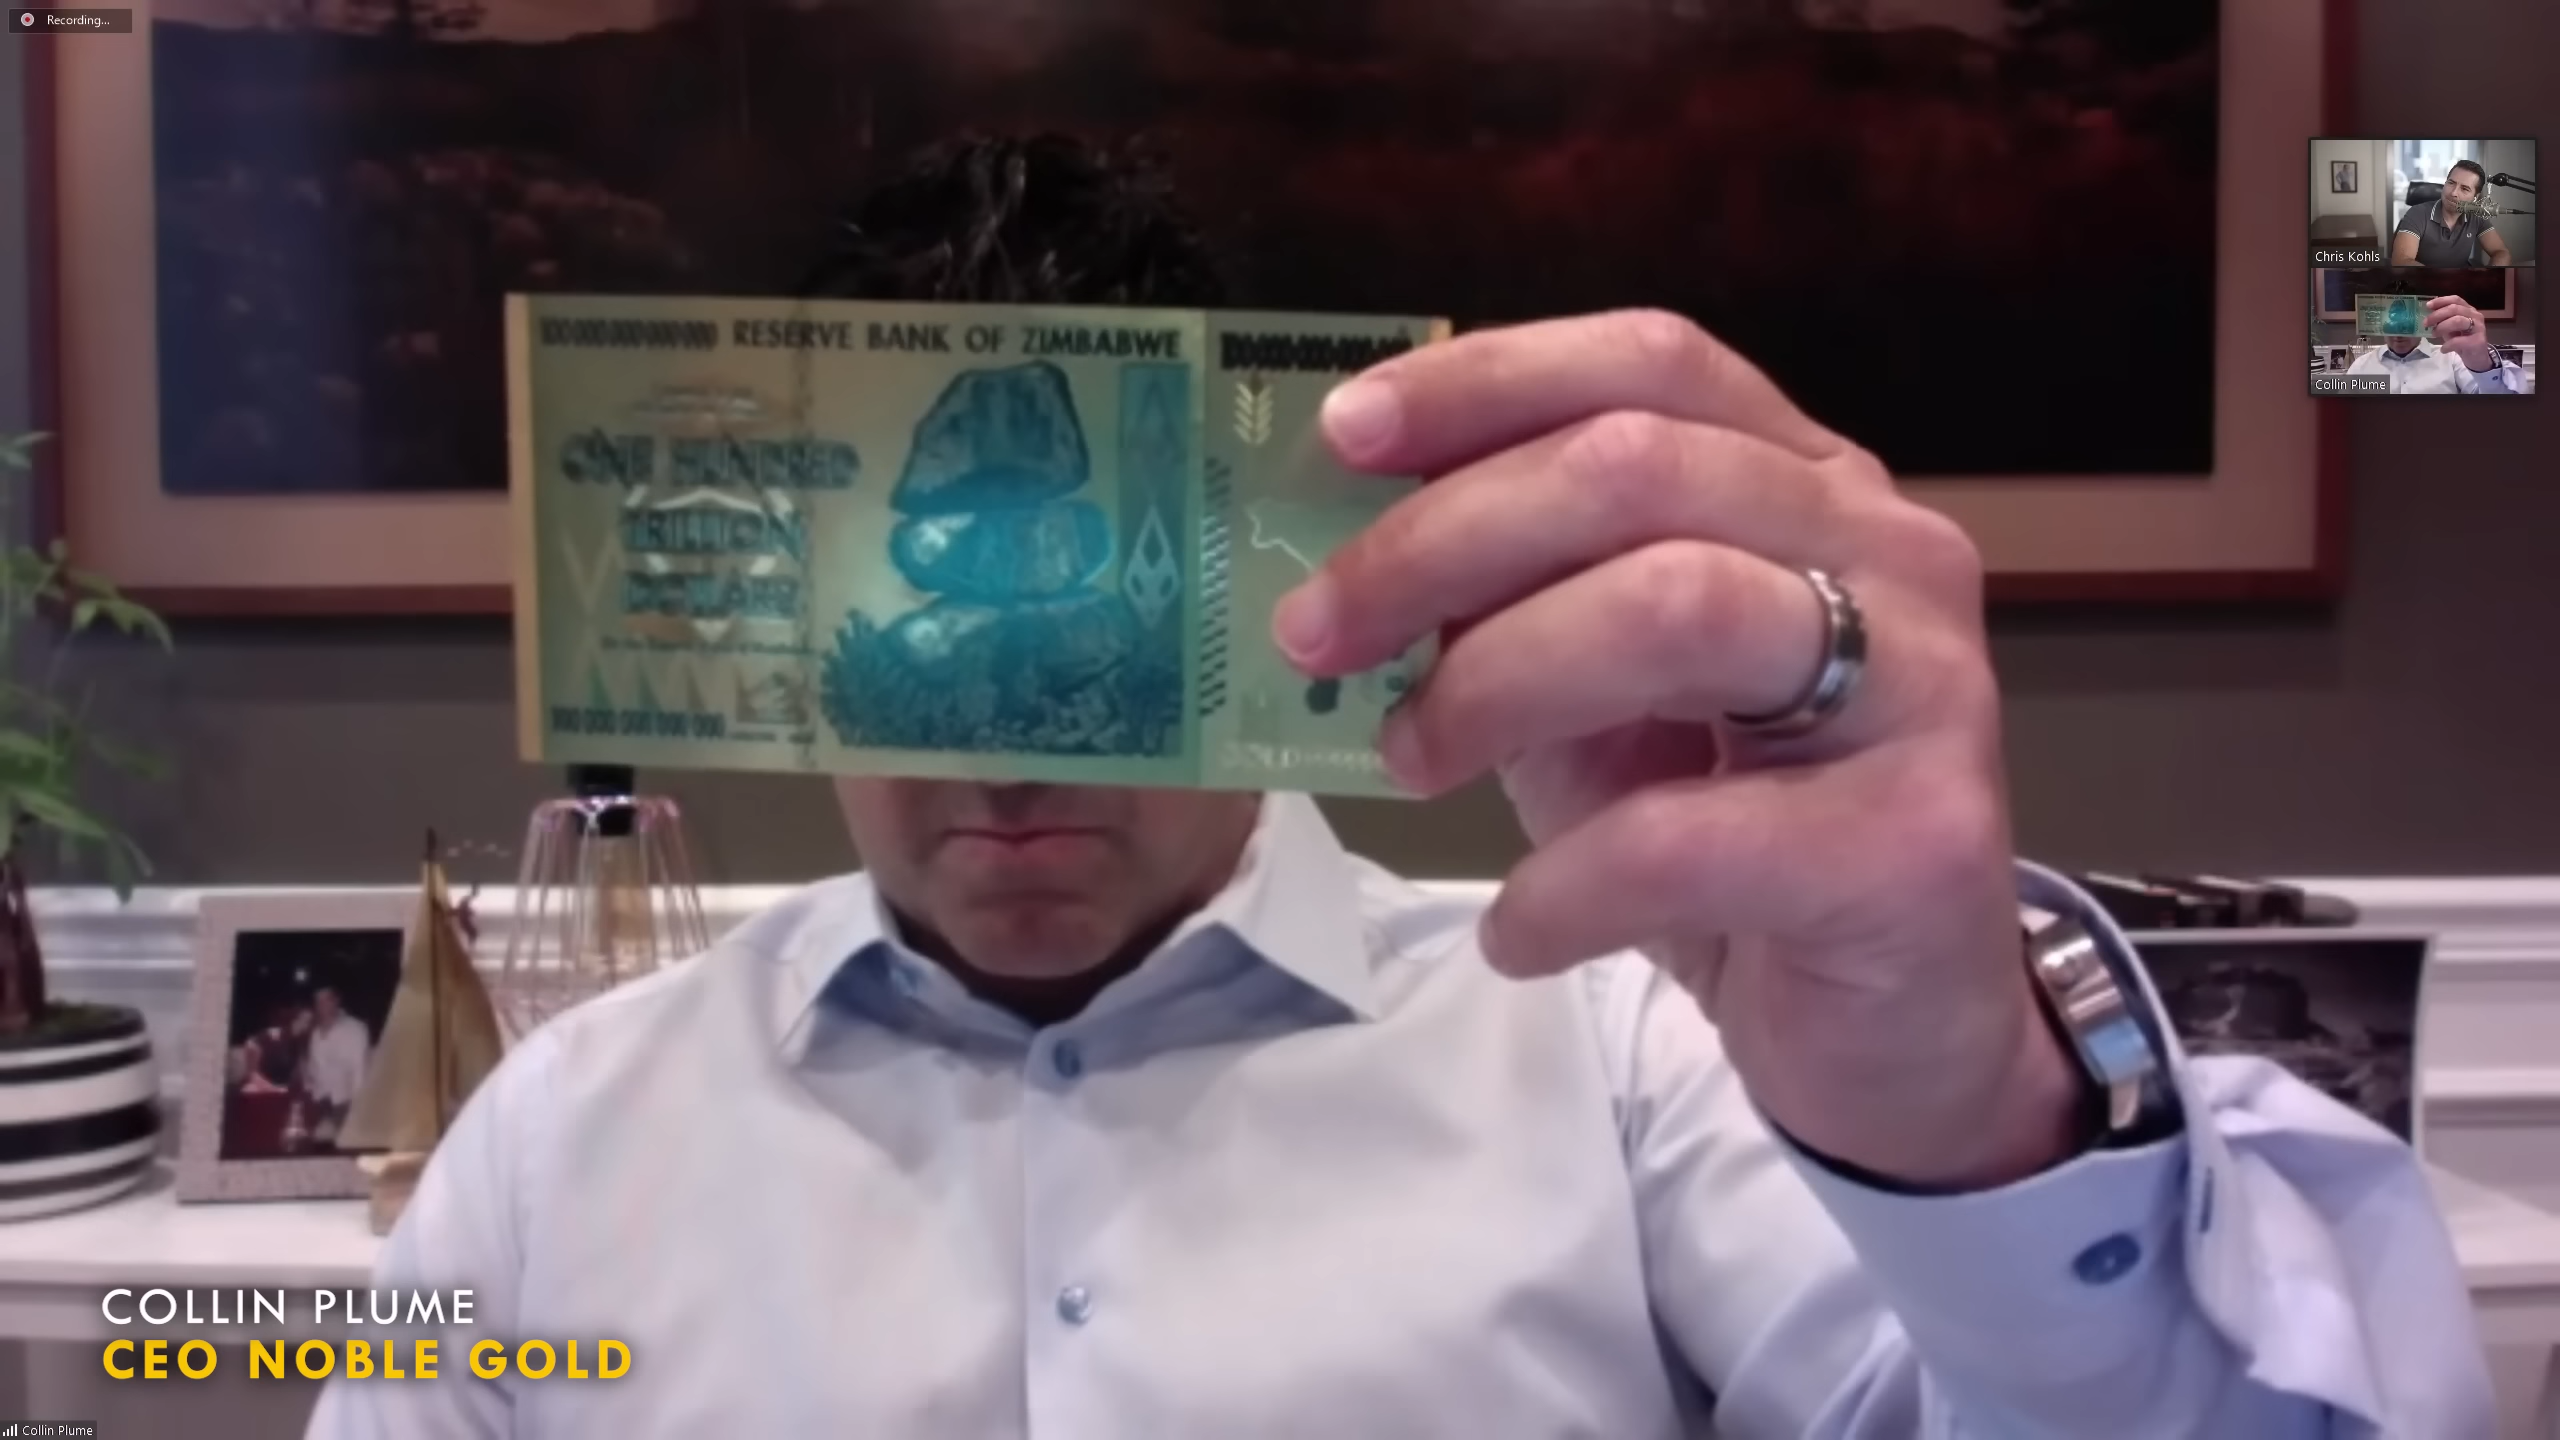 Recording...
RESERVE BANK OF ZIMBABWE
ONE HUNDRED
TRILLION
DOLLARS
Chris Kohls
Collin Plume
COLLIN PLUME
CEO NOBLE GOLD
Collin Plume